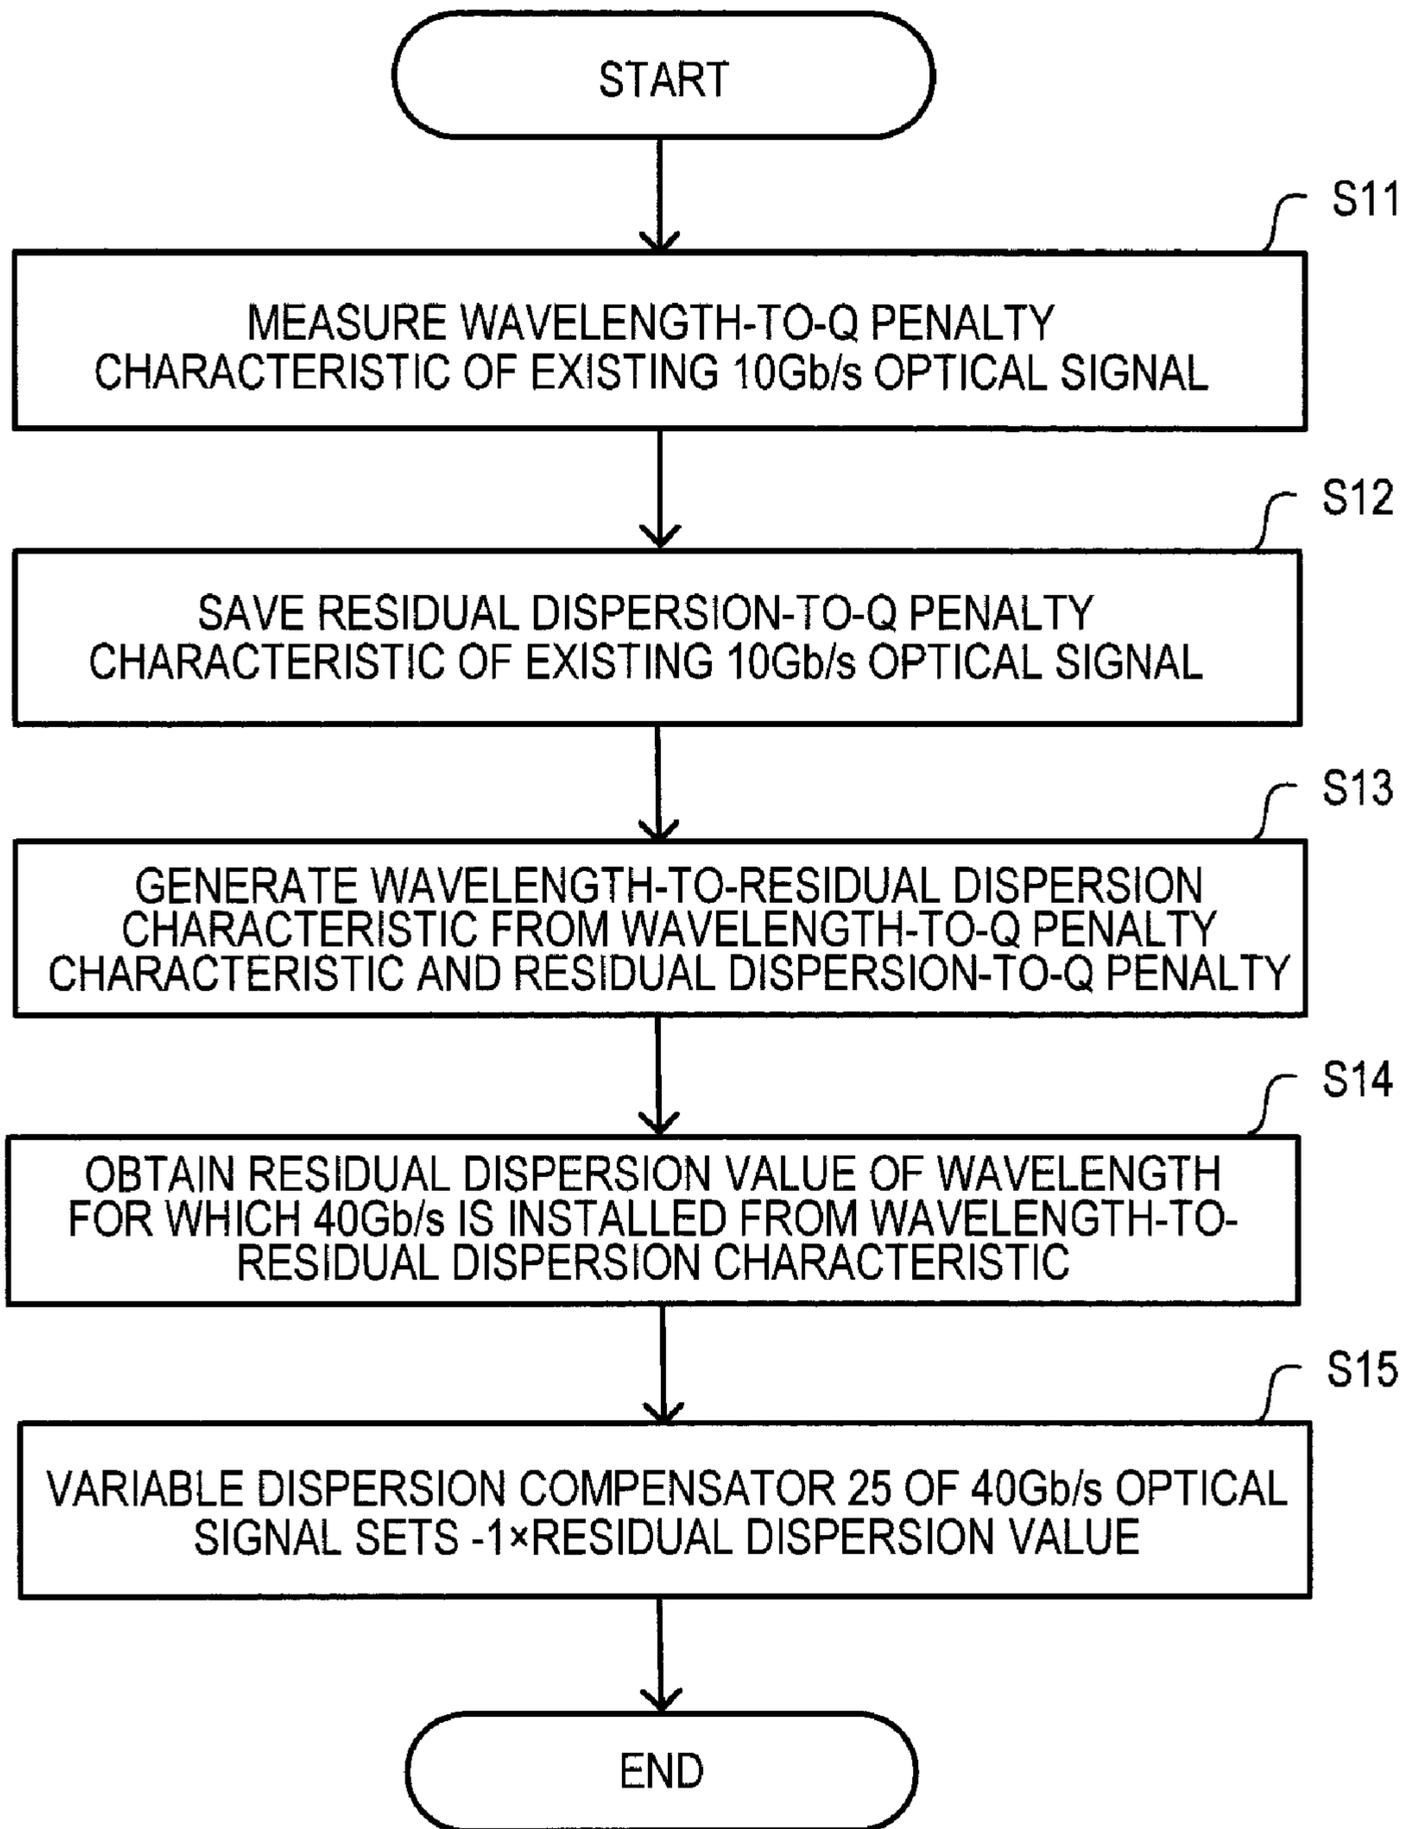 START
S11
MEASURE WAVELENGTH-TO-Q PENALTY
CHARACTERISTIC OF EXISTING 10Gb/s OPTICAL SIGNAL
S12
SAVE RESIDUAL DISPERSION-TO-Q PENALTY
CHARACTERISTIC OF EXISTING 10Gb/s OPTICAL SIGNAL
S13
GENERATE WAVELENGTH-TO-RESIDUAL DISPERSION
CHARACTERISTIC FROM WAVELENGTH-TO-Q PENALTY
CHARACTERISTIC AND RESIDUAL DISPERSION-TO-Q PENALTY
S14
OBTAIN RESIDUAL DISPERSION VALUE OF WAVELENGTH
FOR WHICH 40Gb/s IS INSTALLED FROM WAVELENGTH-TO-
RESIDUAL DISPERSION CHARACTERISTIC
S15
VARIABLE DISPERSION COMPENSATOR 25 OF 40Gb/s OPTICAL
SIGNAL SETS -1×RESIDUAL DISPERSION VALUE
END